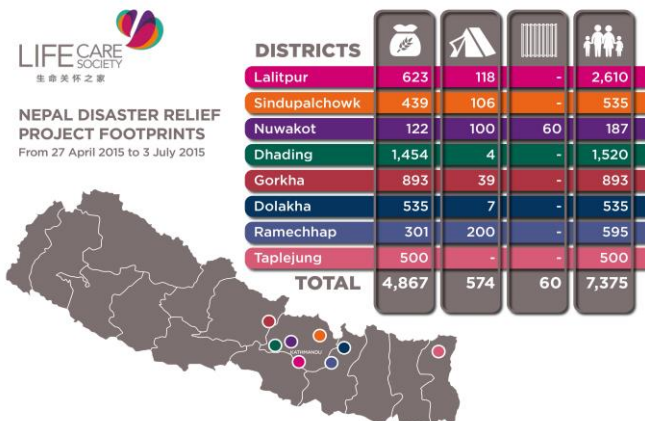 LIFE CARE SOCIETY
生命关怀之家
NEPAL DISASTER RELIEF
PROJECT FOOTPRINTS
From 27 April 2015 to 3 July 2015
DISTRICTS
Lalitpur 623 118 - 2,610
Sindupalchowk 439 106 - 535
Nuwakot 122 100 60 187
Dhading 1,454 4 - 1,520
Gorkha 893 39 - 893
Dolakha 535 7 - 535
Ramechhap 301 200 - 595
Taplejung 500 - - 500
TOTAL 4,867 574 60 7,375
KATHMANDU